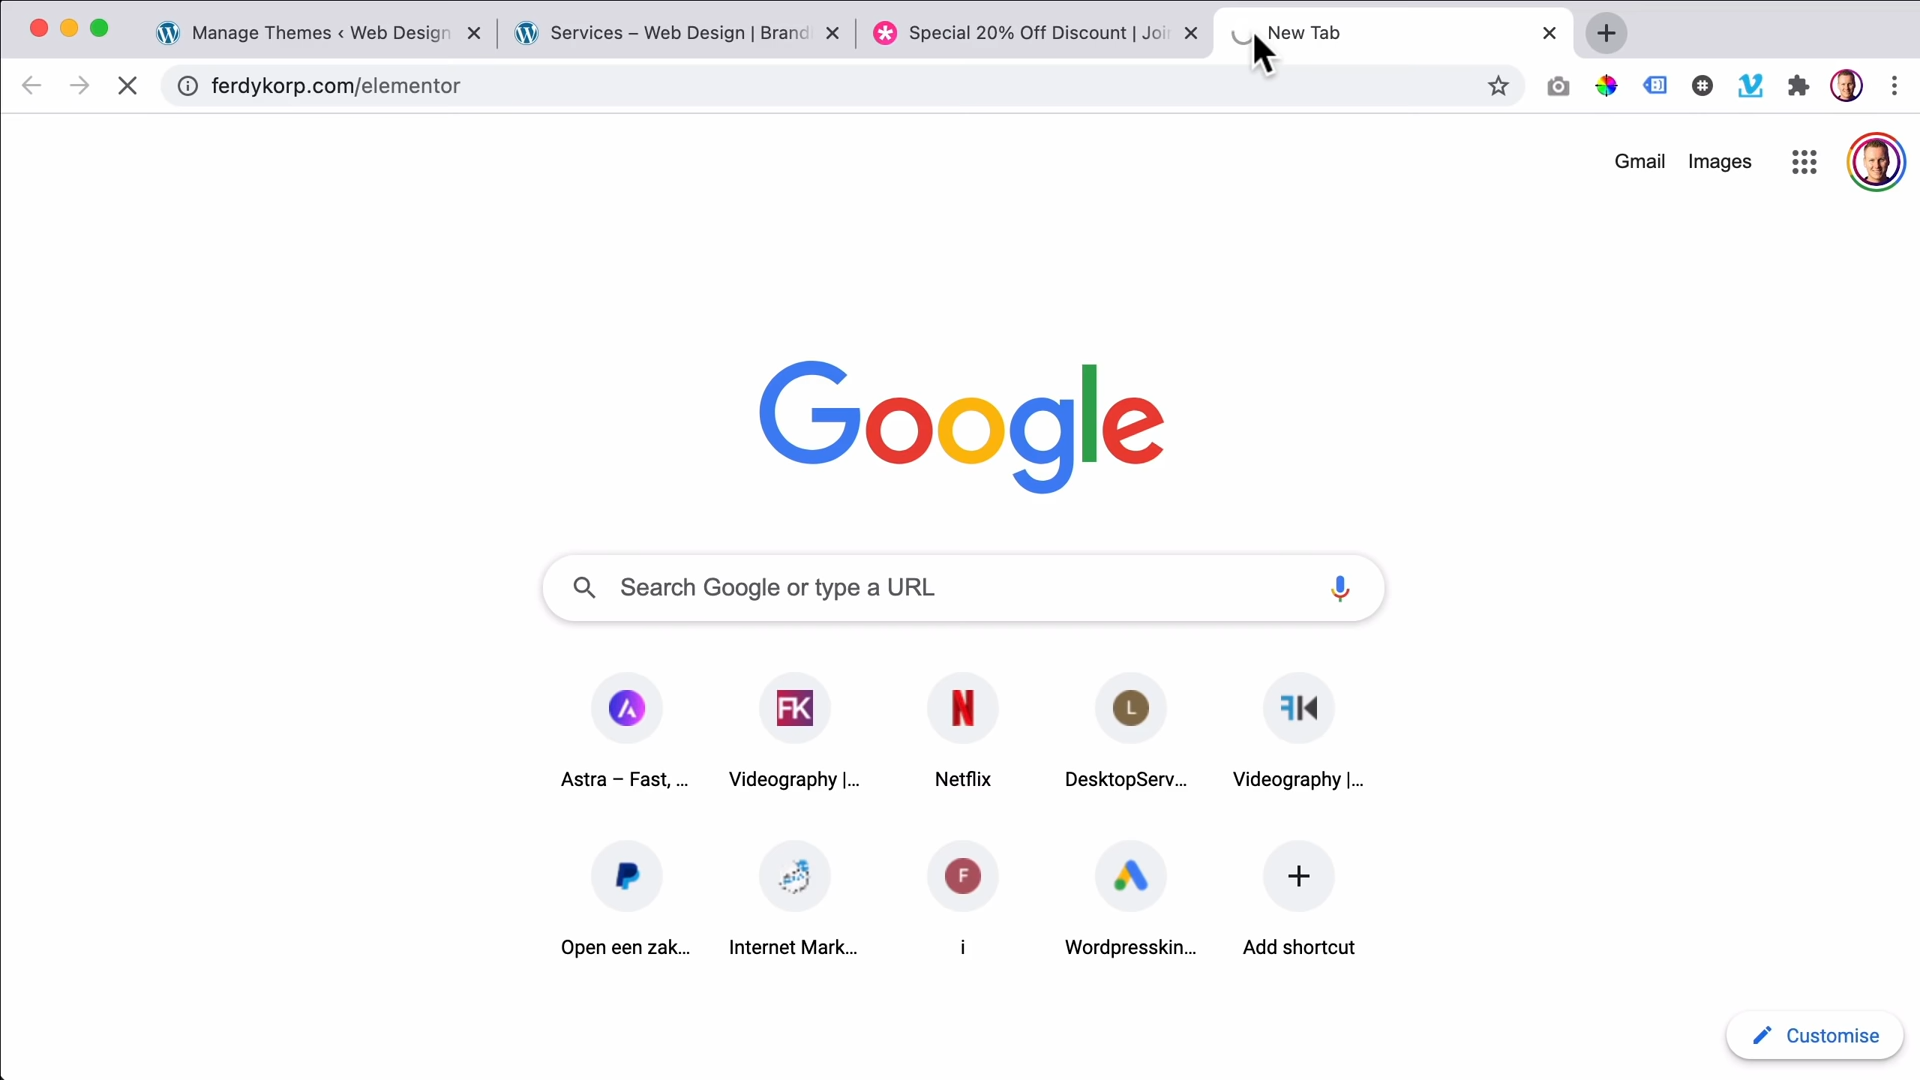 Manage Themes ‹ Web Design
Services – Web Design | Brand
Special 20% Off Discount | Joi
New Tab
ferdykorp.com/elementor
Gmail
Images
Google
Search Google or type a URL
FK
N
L
FK
Astra – Fast, ...
Videography |...
Netflix
DesktopServ...
Videography |...
F
Open een zak...
Internet Mark...
i
Wordpresskin...
Add shortcut
Customise